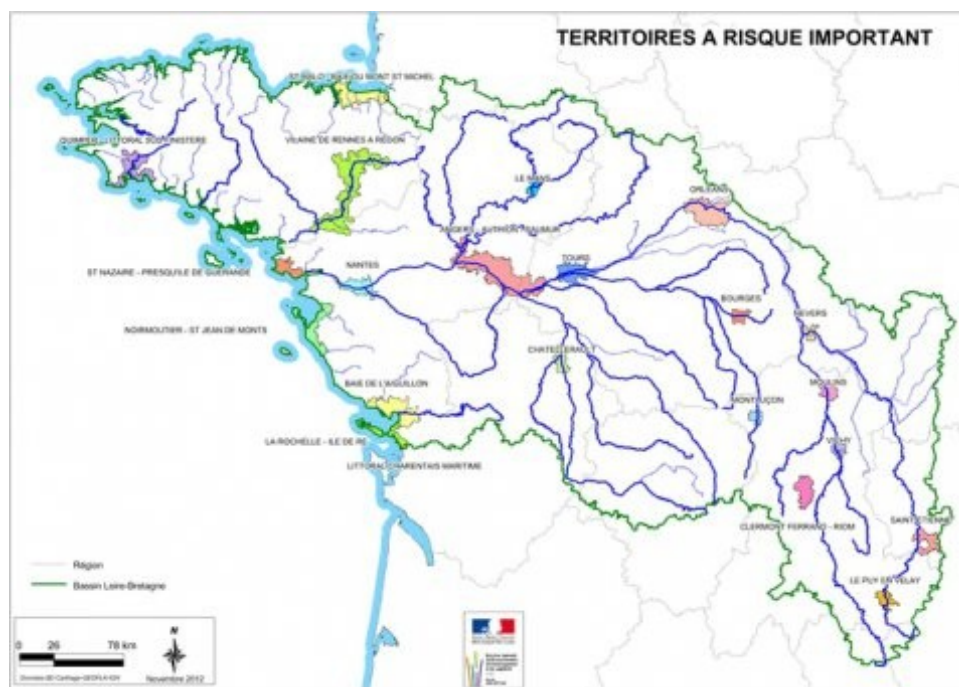 TERRITOIRES A RISQUE IMPORTANT
ST MALO - BAIE DU MONT ST MICHEL
QUIMPER - LITTORAL SUD FINISTERE
VILAINE DE RENNES A REDON
LE MANS
ORLEANS
ANGERS - AUTHION - SAUMUR
ST NAZAIRE - PRESQU'ILE DE GUERANDE
NANTES
TOURS
BOURGES
NEVERS
NOIRMOUTIER - ST JEAN DE MONTS
CHATELLERAULT
BAIE DE L'AIGUILLON
MOULINS
MONTLUÇON
LA ROCHELLE - ILE DE RE
VICHY
LITTORAL CHARENTAIS MARITIME
CLERMONT FERRAND - RIOM
SAINT-ETIENNE
Région
LE PUY EN VELAY
Bassin Loire-Bretagne
N
0 26 78 km
Novembre 2012